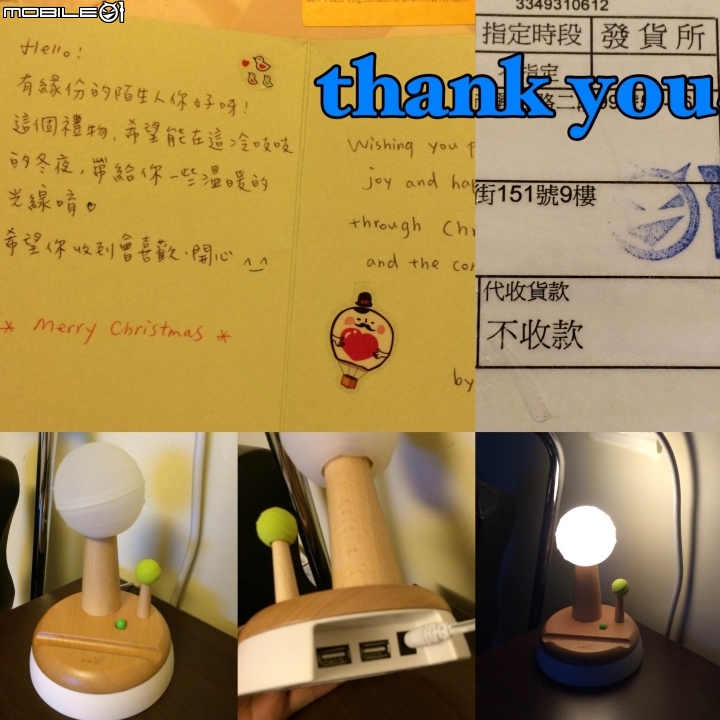 MOBILE01
Hello!
有緣份的陌生人你好呀!
這個禮物,希望能在這冷吱吱
的冬夜,帶給你一些溫暖的
光線唷
希望你收到會喜歡、開心 ^_^
* Merry Christmas *
thank you
Wishing you
joy and
through
and the
by
3349310612
指定時段
發貨所
街151號9樓
代收貨款
不收款